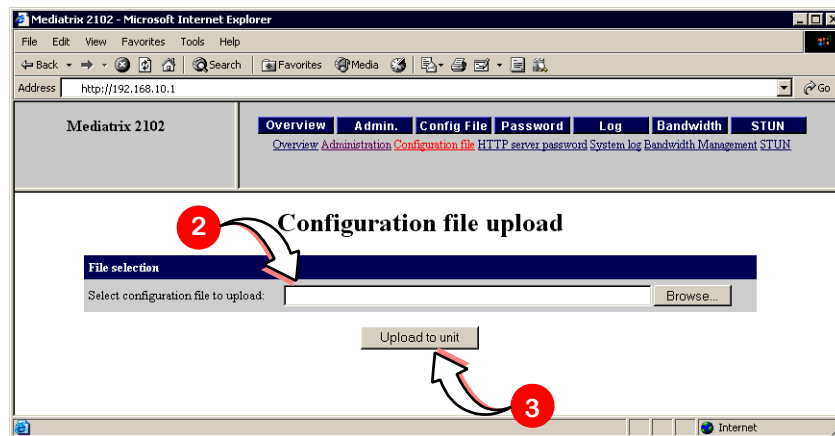 Mediatrix 2102 - Microsoft Internet Explorer
File Edit View Favorites Tools Help
Back Search Favorites Media
Address http://192.168.10.1 Go
Mediatrix 2102
Overview Admin. Config File Password Log Bandwidth STUN
Overview Administration Configuration file HTTP server password System log Bandwidth Management STUN
2
Configuration file upload
File selection
Select configuration file to upload: Browse...
Upload to unit
3
Internet